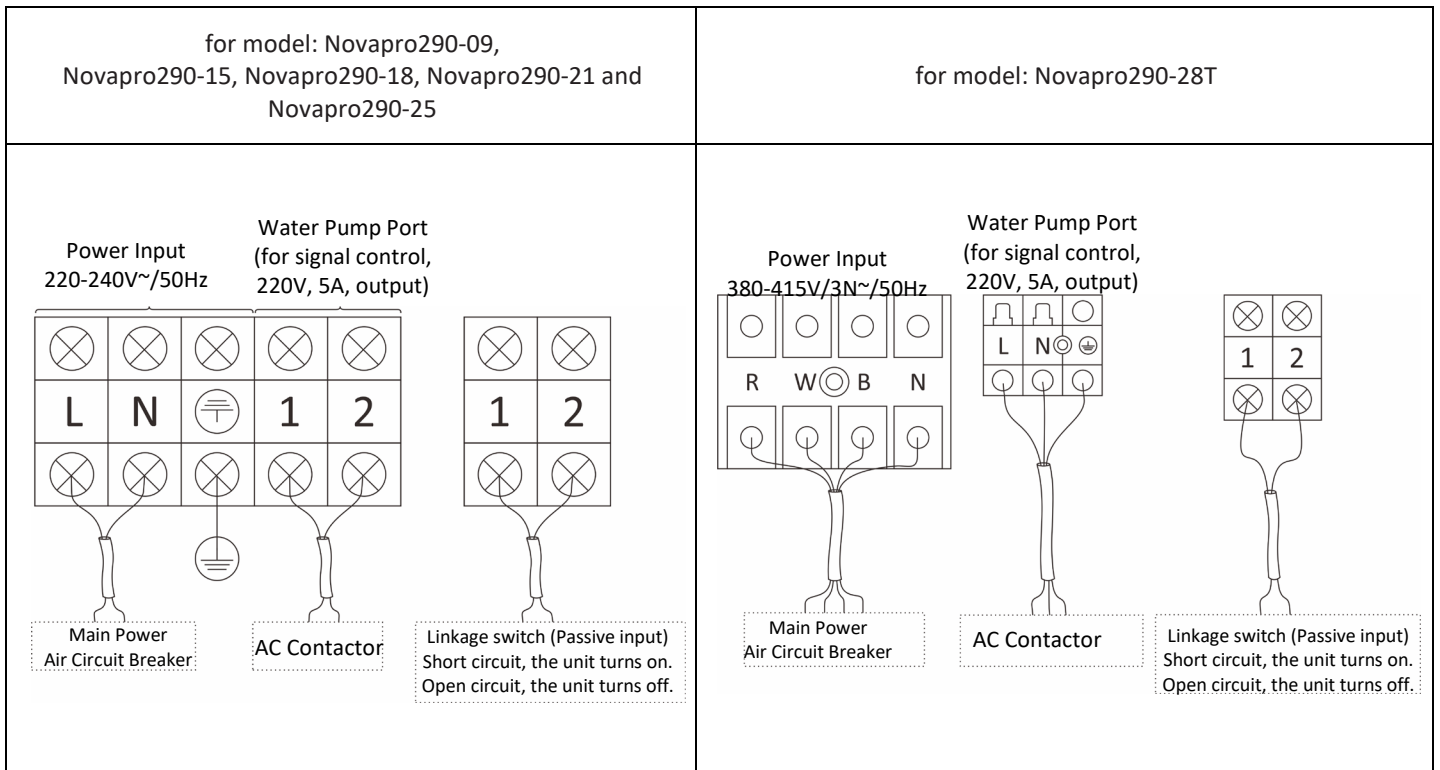 for model: Novapro290-09,
Novapro290-15, Novapro290-18, Novapro290-21 and
Novapro290-25
for model: Novapro290-28T
Power Input
220-240V~/50Hz
Water Pump Port
(for signal control,
220V, 5A, output)
L N 1 2
1 2
Main Power
Air Circuit Breaker
AC Contactor
Linkage switch (Passive input)
Short circuit, the unit turns on.
Open circuit, the unit turns off.
Power Input
380-415V/3N~/50Hz
Water Pump Port
(for signal control,
220V, 5A, output)
R W B N
L N
1 2
Main Power
Air Circuit Breaker
AC Contactor
Linkage switch (Passive input)
Short circuit, the unit turns on.
Open circuit, the unit turns off.